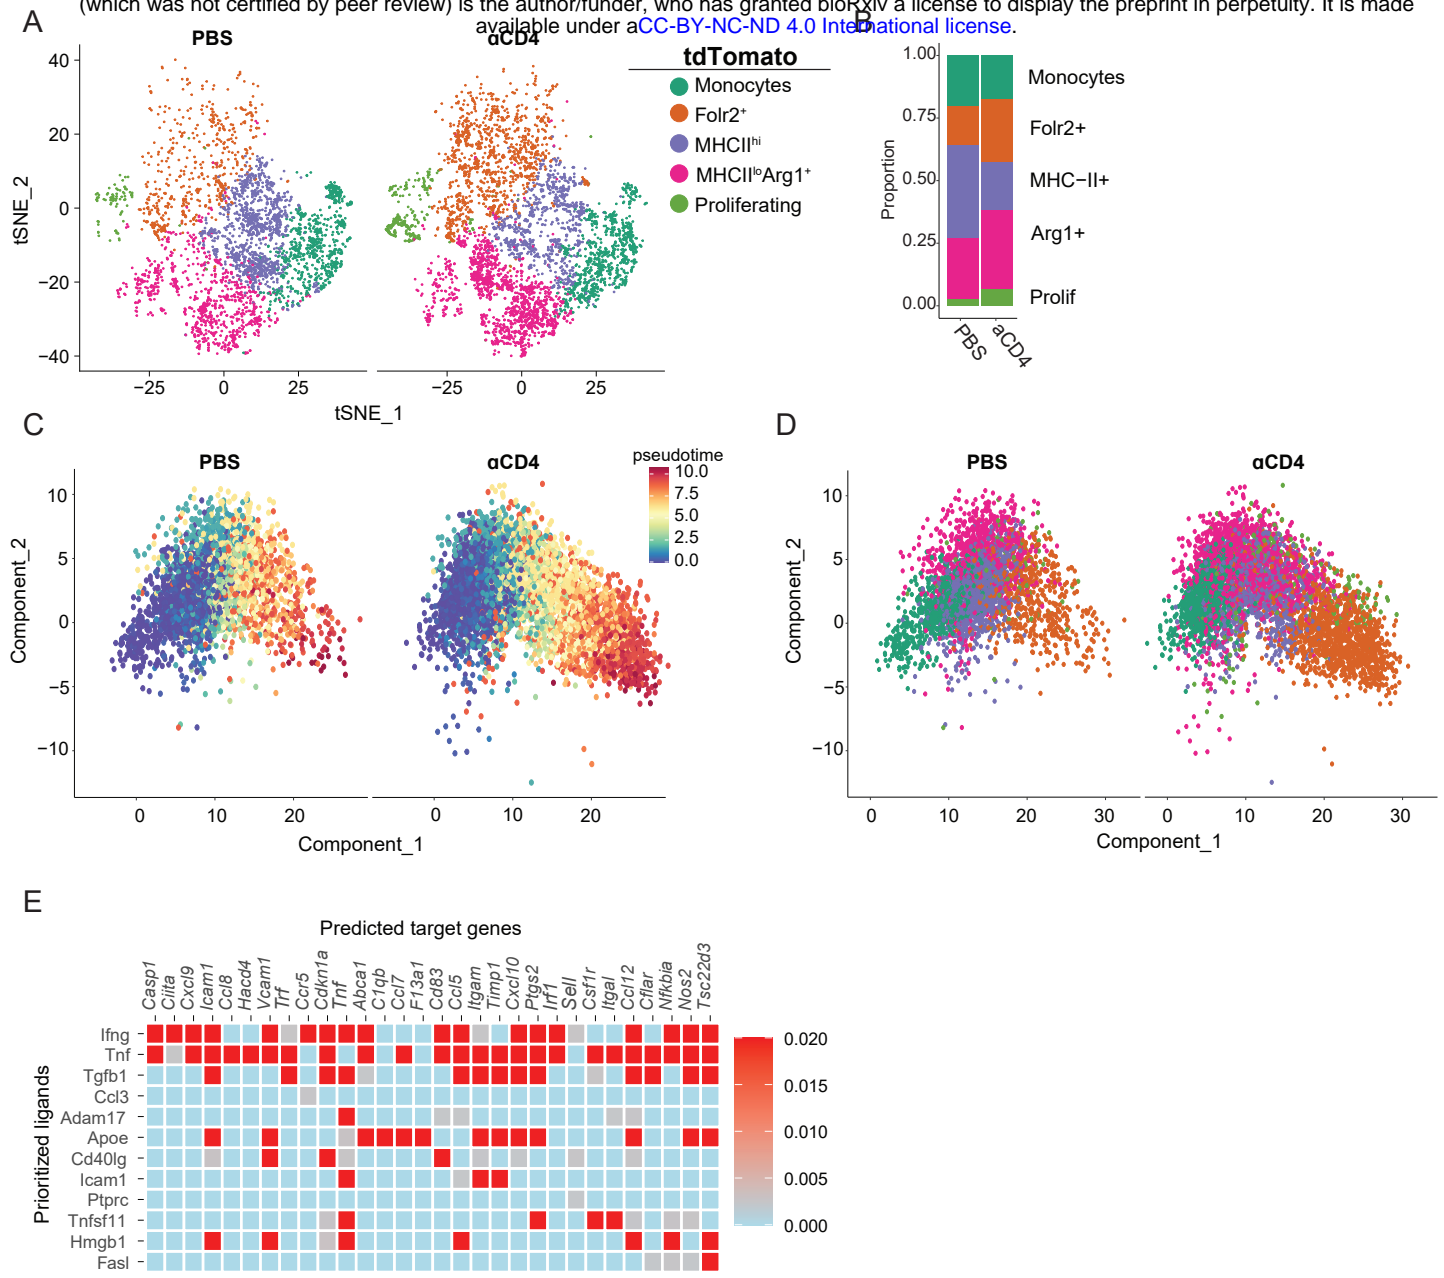 (which was not certified by peer review) is the author/funder, who has granted bioRxiv a license to display the preprint in perpetuity. It is made
available under aCC-BY-NC-ND 4.0 International license.
A
PBS
αCD4
tSNE_2
40
20
0
−20
−40
−25
0
25
−25
0
25
tSNE_1
tdTomato
Monocytes
Folr2+
MHCIIhi
MHCIIloArg1+
Proliferating
B
Proportion
1.00
0.75
0.50
0.25
0.00
Monocytes
Folr2+
MHC−II+
Arg1+
Prolif
PBS
aCD4
C
PBS
αCD4
pseudotime
10.0
7.5
5.0
2.5
0.0
Component_2
10
5
0
−5
−10
0
10
20
0
10
20
Component_1
D
PBS
αCD4
Component_2
10
5
0
−5
−10
0
10
20
30
0
10
20
30
Component_1
E
Predicted target genes
Casp1
Ciita
Cxcl9
Icam1
Ccl8
Hacd4
Vcam1
Trf
Ccr5
Cdkn1a
Tnf
Abca1
C1qb
Ccl7
F13a1
Cd83
Ccl5
Itgam
Timp1
Cxcl10
Ptgs2
Irf1
Sell
Csf1r
Itgal
Ccl12
Cflar
Nfkbia
Nos2
Tsc22d3
Prioritized ligands
Ifng
Tnf
Tgfb1
Ccl3
Adam17
Apoe
Cd40lg
Icam1
Ptprc
Tnfsf11
Hmgb1
Fasl
0.020
0.015
0.010
0.005
0.000